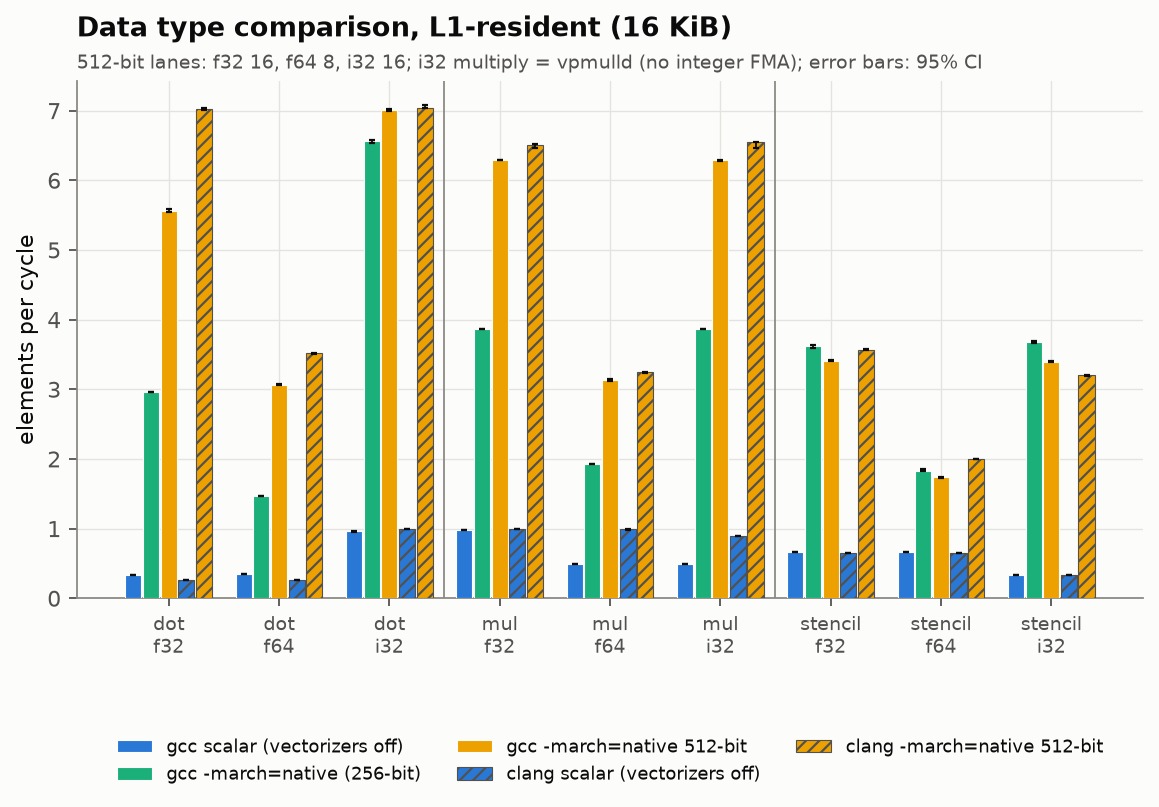 Data type comparison, L1-resident (16 KiB)
512-bit lanes: f32 16, f64 8, i32 16; i32 multiply = vpmulld (no integer FMA); error bars: 95% CI
elements per cycle
7
6
5
4
3
2
1
0
dot f32
dot f64
dot i32
mul f32
mul f64
mul i32
stencil f32
stencil f64
stencil i32
gcc scalar (vectorizers off)
gcc -march=native (256-bit)
gcc -march=native 512-bit
clang scalar (vectorizers off)
clang -march=native 512-bit